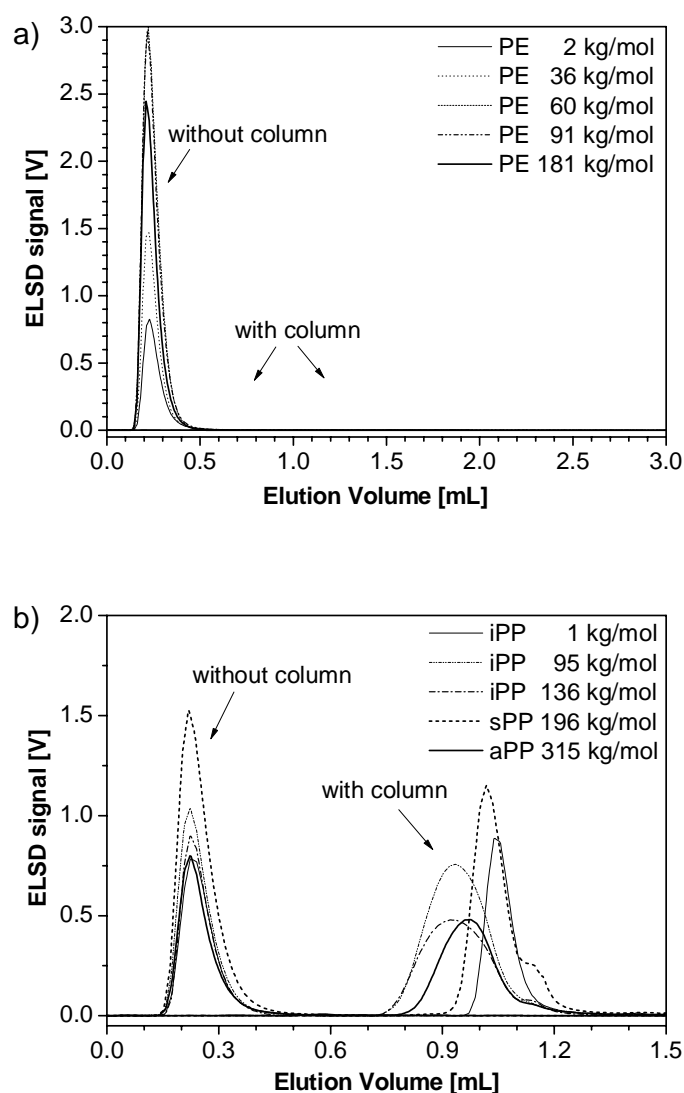 a)
3.0
2.5
2.0
1.5
1.0
0.5
0.0
ELSD signal [V]
PE 2 kg/mol
PE 36 kg/mol
PE 60 kg/mol
PE 91 kg/mol
PE 181 kg/mol
without column
with column
0.0 0.5 1.0 1.5 2.0 2.5 3.0
Elution Volume [mL]
b)
2.0
1.5
1.0
0.5
0.0
ELSD signal [V]
iPP 1 kg/mol
iPP 95 kg/mol
iPP 136 kg/mol
sPP 196 kg/mol
aPP 315 kg/mol
without column
with column
0.0 0.3 0.6 0.9 1.2 1.5
Elution Volume [mL]